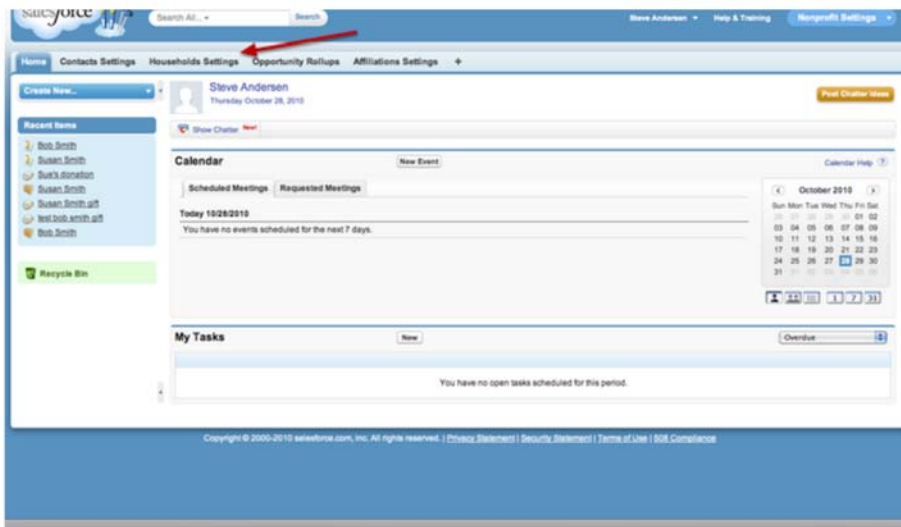 salesforce
Search All...
Search
Steve Andersen
Help & Training
Nonprofit Settings
Home
Contacts Settings
Households Settings
Opportunity Rollups
Affiliations Settings
+
Create New...
Steve Andersen
Thursday October 28, 2010
Post Chatter Ideas
Show Chatter New!
Recent Items
Bob Smith
Susan Smith
Sue's donation
Susan Smith
Susan Smith gift
test bob smith gift
Bob Smith
Recycle Bin
Calendar
New Event
Calendar Help ?
Scheduled Meetings
Requested Meetings
Today 10/28/2010
You have no events scheduled for the next 7 days.
October 2010
Sun Mon Tue Wed Thu Fri Sat
01 02
03 04 05 06 07 08 09
10 11 12 13 14 15 16
17 18 19 20 21 22 23
24 25 26 27 28 29 30
31
1 7 31
My Tasks
New
Overdue
You have no open tasks scheduled for this period.
Copyright © 2000-2010 salesforce.com, inc. All rights reserved. | Privacy Statement | Security Statement | Terms of Use | 508 Compliance